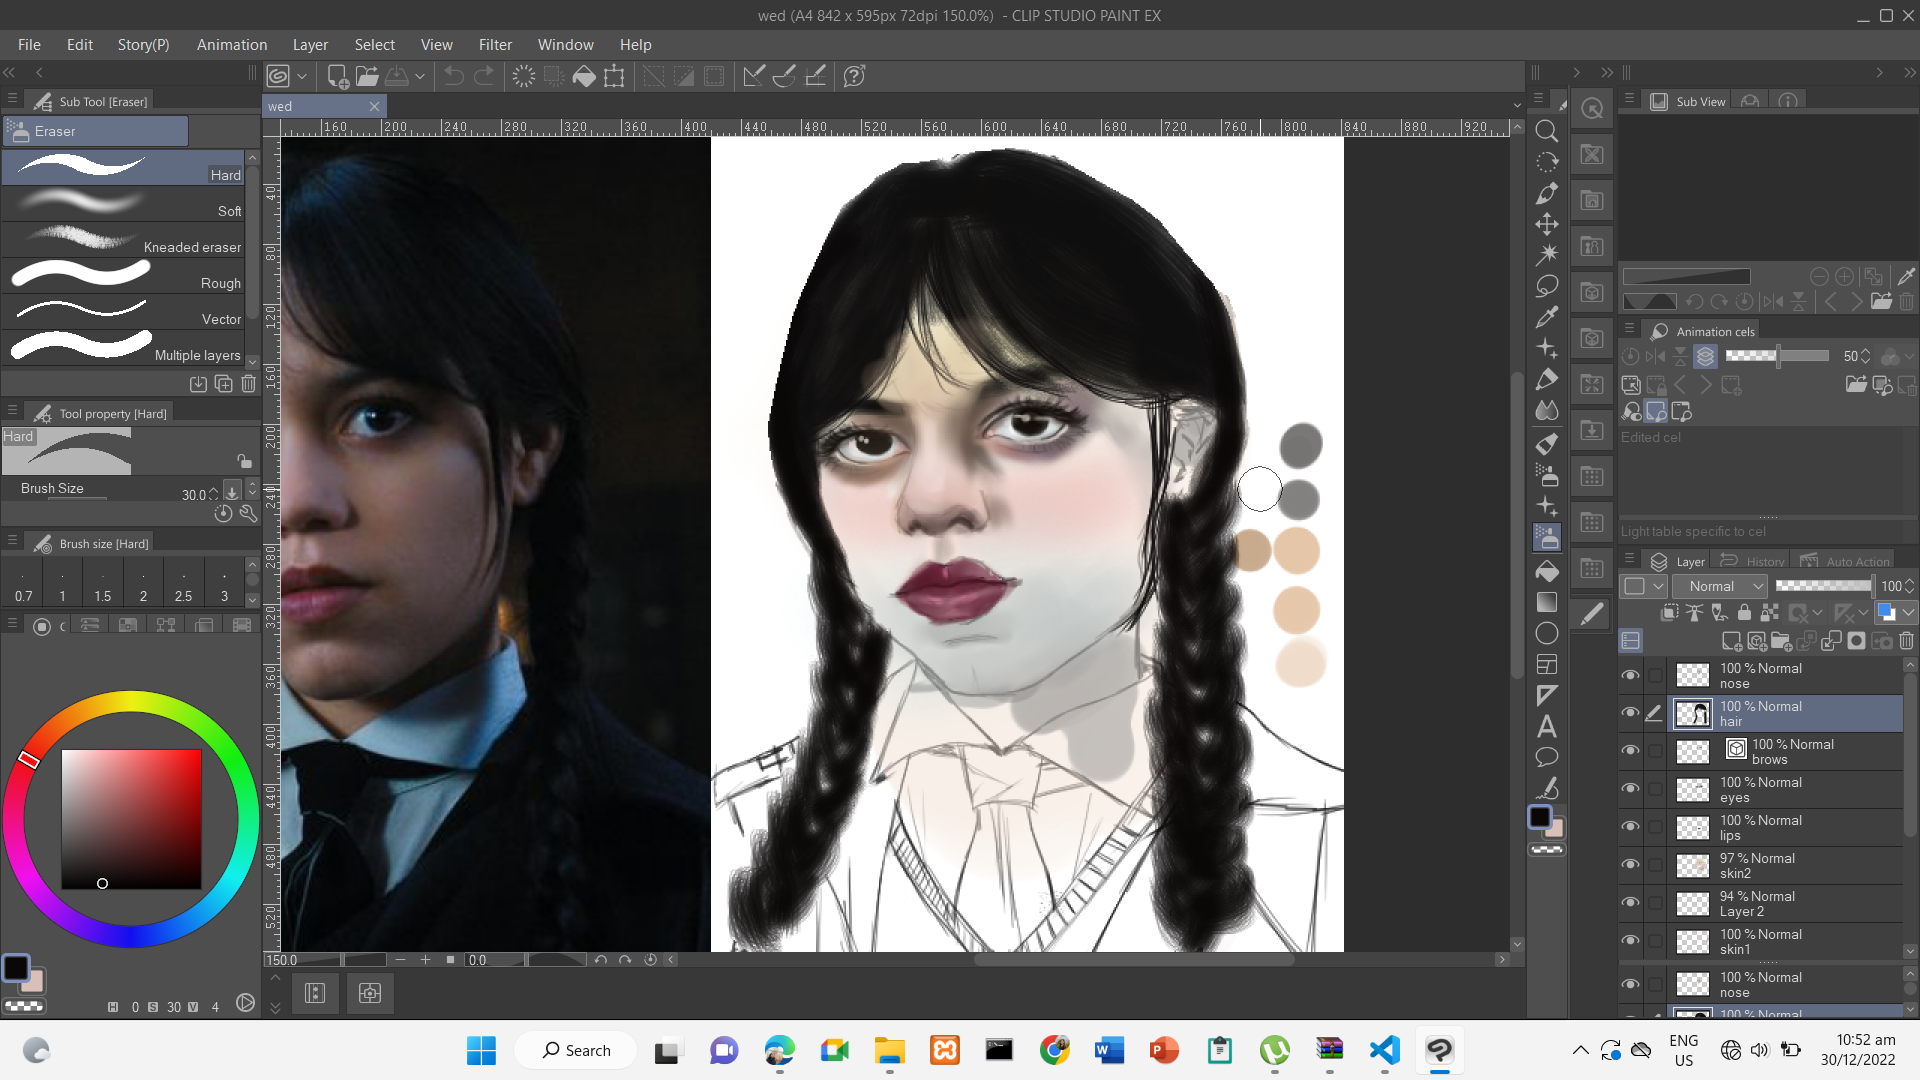 wed (A4 842 x 595px 72dpi 150.0%) - CLIP STUDIO PAINT EX
File Edit Story(P) Animation Layer Select View Filter Window Help
Sub Tool [Eraser]
Eraser
Hard
Soft
Kneaded eraser
Rough
Vector
Multiple layers
Tool property [Hard]
Hard
Brush Size 30.0
Brush size [Hard]
0.7 1 1.5 2 2.5 3
H 0 S 30 V 4
wed
160 200 240 280 320 360 400 440 480 520 560 600 640 680 720 760 800 840 880 920
40
80
120
160
200
240
280
320
360
400
440
480
520
150.0 0.0
Sub View
Animation cels
50
Edited cel
Light table specific to cel
Layer History Auto Action
Normal 100
100 % Normal
nose
100 % Normal
hair
100 % Normal
brows
100 % Normal
eyes
100 % Normal
lips
97 % Normal
skin2
94 % Normal
Layer 2
100 % Normal
skin1
100 % Normal
nose
100 % Normal
Search
ENG
US
10:52 am
30/12/2022